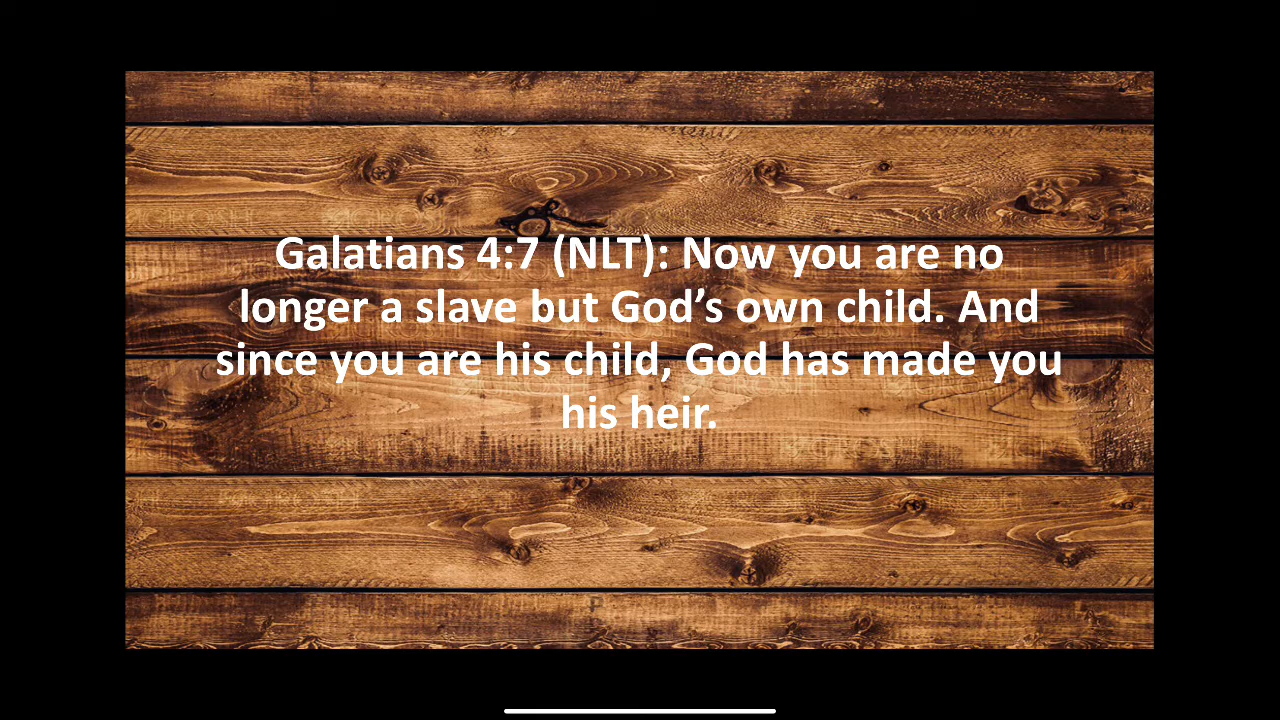 Galatians 4:7 (NLT): Now you are no
longer a slave but God’s own child. And
since you are his child, God has made you
his heir.